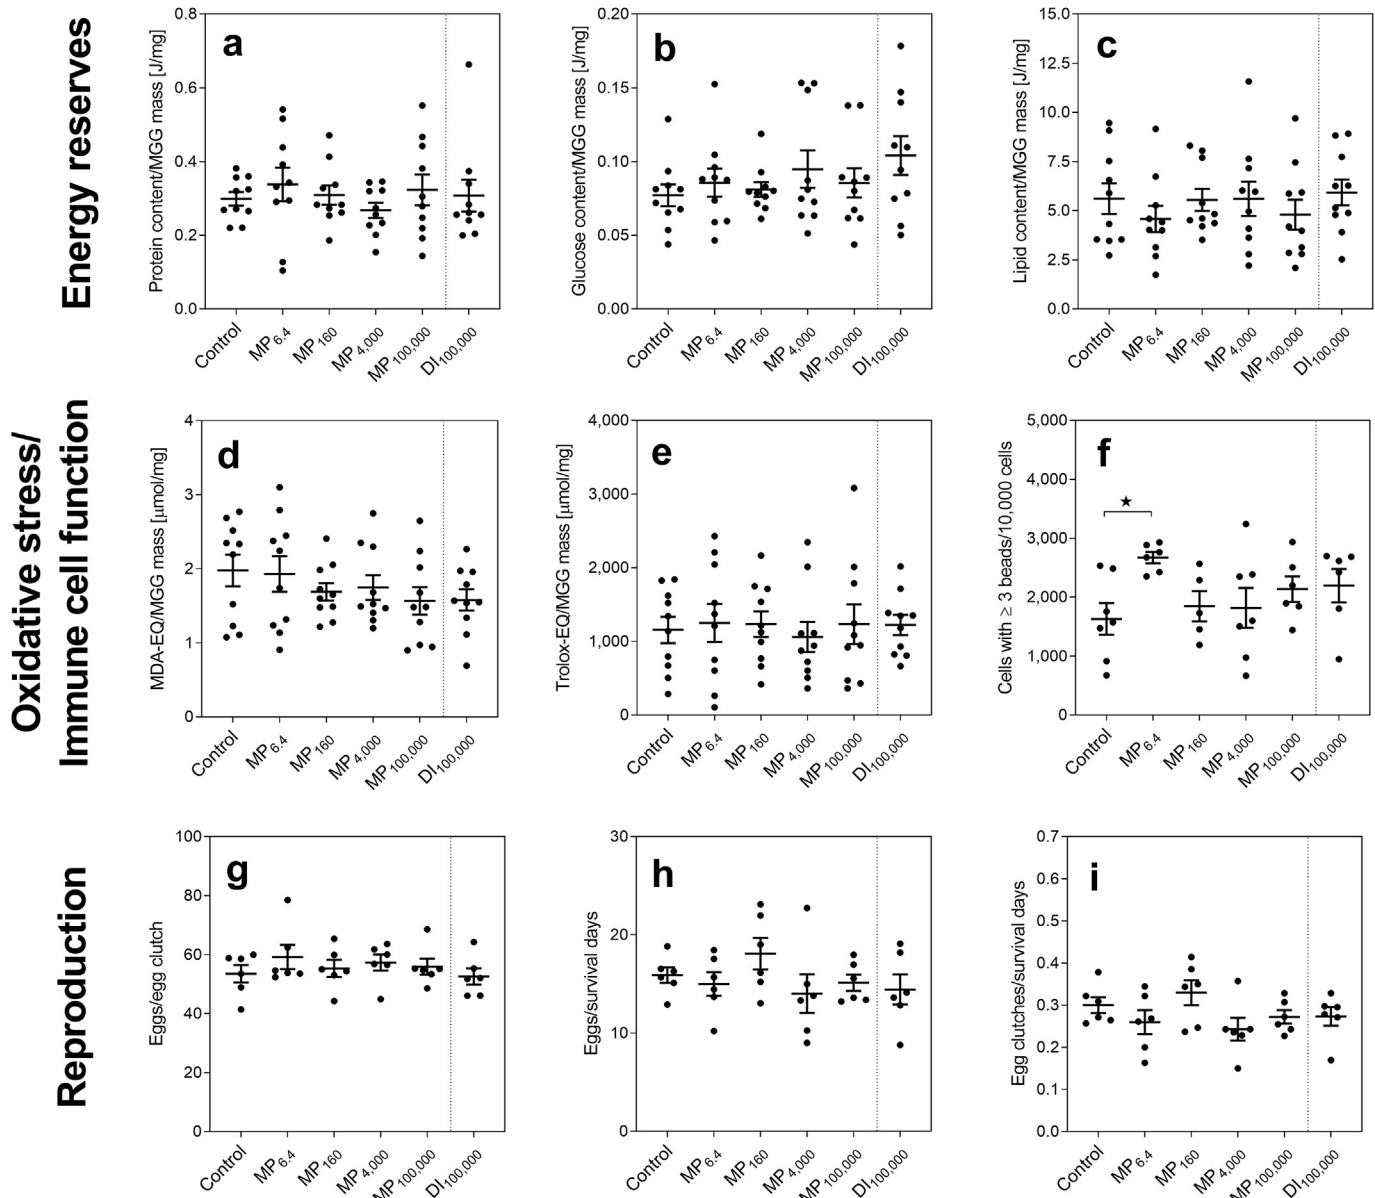 Energy reserves
a
Protein content/MGG mass [J/mg]
0.8
0.6
0.4
0.2
0.0
Control
MP6.4
MP160
MP4,000
MP100,000
DI100,000
b
Glucose content/MGG mass [J/mg]
0.20
0.15
0.10
0.05
0.00
Control
MP6.4
MP160
MP4,000
MP100,000
DI100,000
c
Lipid content/MGG mass [J/mg]
15.0
12.5
10.0
7.5
5.0
2.5
0.0
Control
MP6.4
MP160
MP4,000
MP100,000
DI100,000
Oxidative stress/
Immune cell function
d
MDA-EQ/MGG mass [µmol/mg]
4
3
2
1
0
Control
MP6.4
MP160
MP4,000
MP100,000
DI100,000
e
Trolox-EQ/MGG mass [µmol/mg]
4,000
3,000
2,000
1,000
0
Control
MP6.4
MP160
MP4,000
MP100,000
DI100,000
f
Cells with ≥ 3 beads/10,000 cells
5,000
4,000
3,000
2,000
1,000
0
★
Control
MP6.4
MP160
MP4,000
MP100,000
DI100,000
Reproduction
g
Eggs/egg clutch
100
80
60
40
20
0
Control
MP6.4
MP160
MP4,000
MP100,000
DI100,000
h
Eggs/survival days
30
20
10
0
Control
MP6.4
MP160
MP4,000
MP100,000
DI100,000
i
Egg clutches/survival days
0.7
0.6
0.5
0.4
0.3
0.2
0.1
0.0
Control
MP6.4
MP160
MP4,000
MP100,000
DI100,000